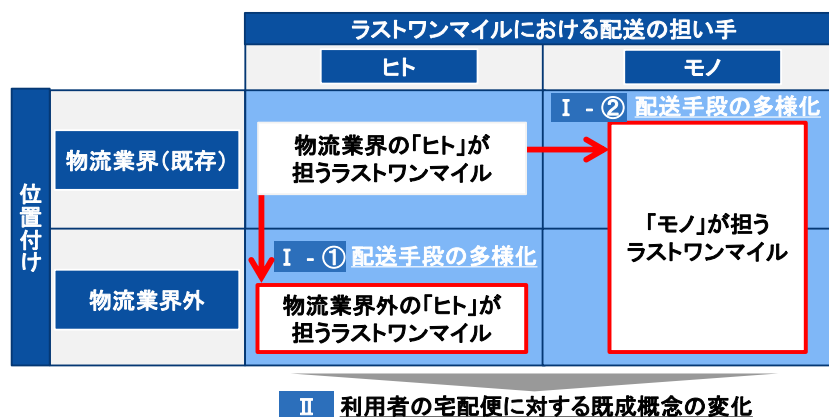 ラストワンマイルにおける配送の担い手
ヒト
モノ
位置付け
物流業界(既存)
物流業界の「ヒト」が
担うラストワンマイル
Ⅰ - ② 配送手段の多様化
「モノ」が担う
ラストワンマイル
Ⅰ - ① 配送手段の多様化
物流業界外
物流業界外の「ヒト」が
担うラストワンマイル
Ⅱ 利用者の宅配便に対する既成概念の変化